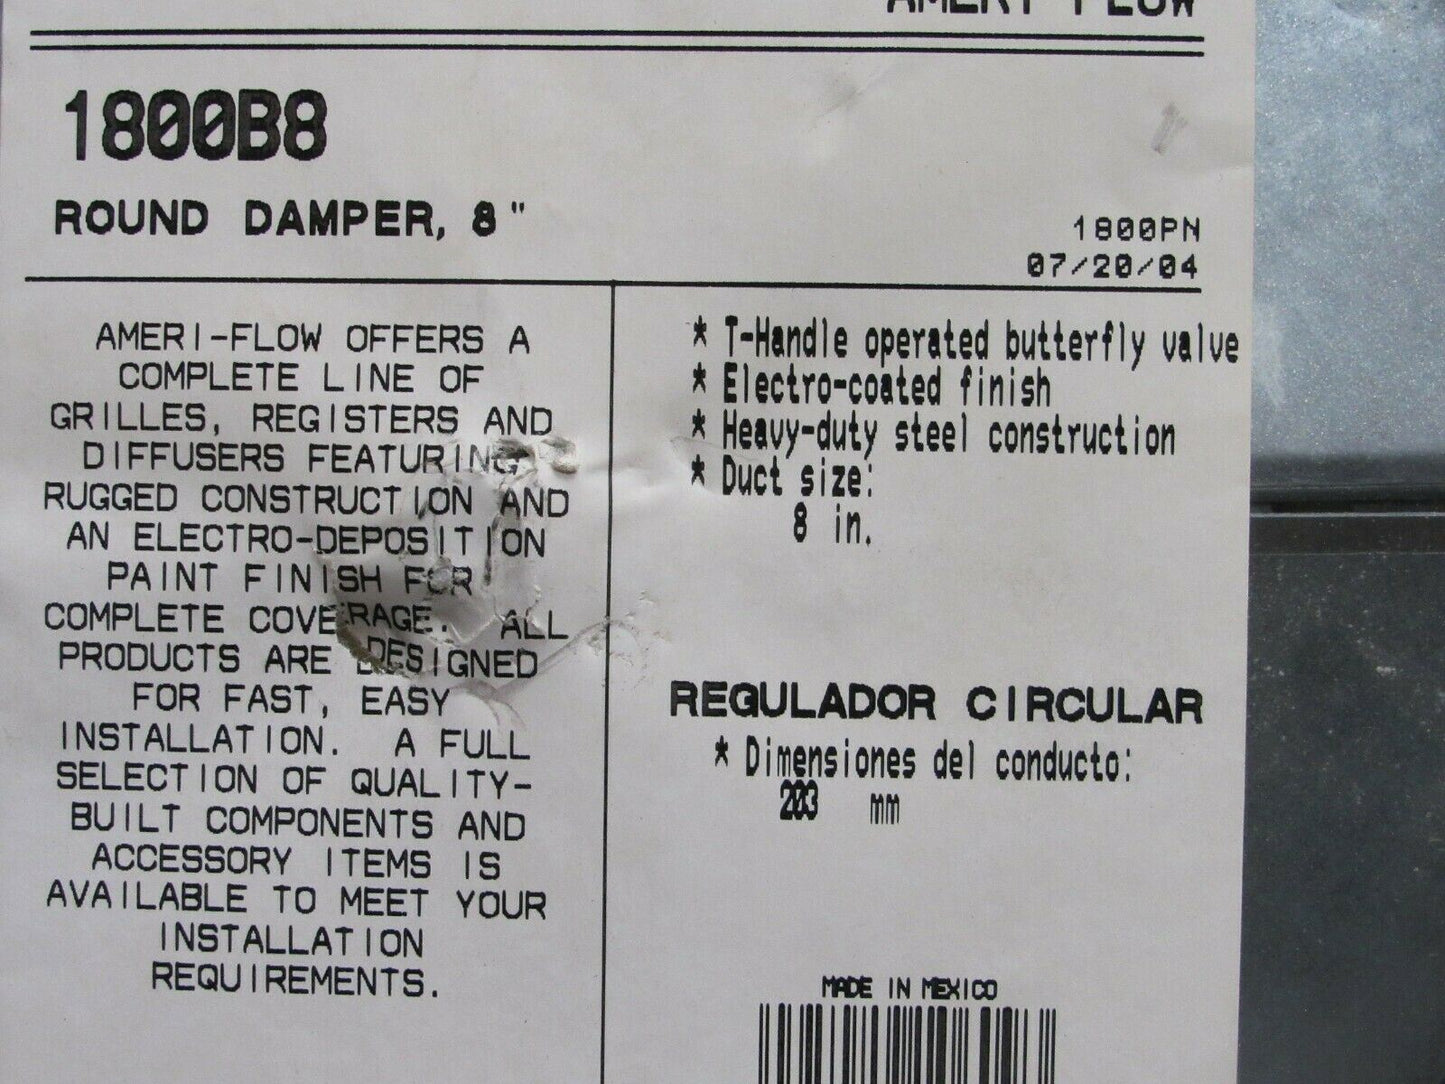 AMERI-FLOW
1800B8
ROUND DAMPER, 8"
1800PN
07/20/04
AMERI-FLOW OFFERS A
COMPLETE LINE OF
GRILLES, REGISTERS AND
DIFFUSERS FEATURING
RUGGED CONSTRUCTION AND
AN ELECTRO-DEPOSITION
PAINT FINISH FOR
COMPLETE COVERAGE. ALL
PRODUCTS ARE DESIGNED
FOR FAST, EASY
INSTALLATION. A FULL
SELECTION OF QUALITY-
BUILT COMPONENTS AND
ACCESSORY ITEMS IS
AVAILABLE TO MEET YOUR
INSTALLATION
REQUIREMENTS.
* T-Handle operated butterfly valve
* Electro-coated finish
* Heavy-duty steel construction
* Duct size:
8 in.
REGULADOR CIRCULAR
* Dimensiones del conducto:
203 mm
MADE IN MEXICO